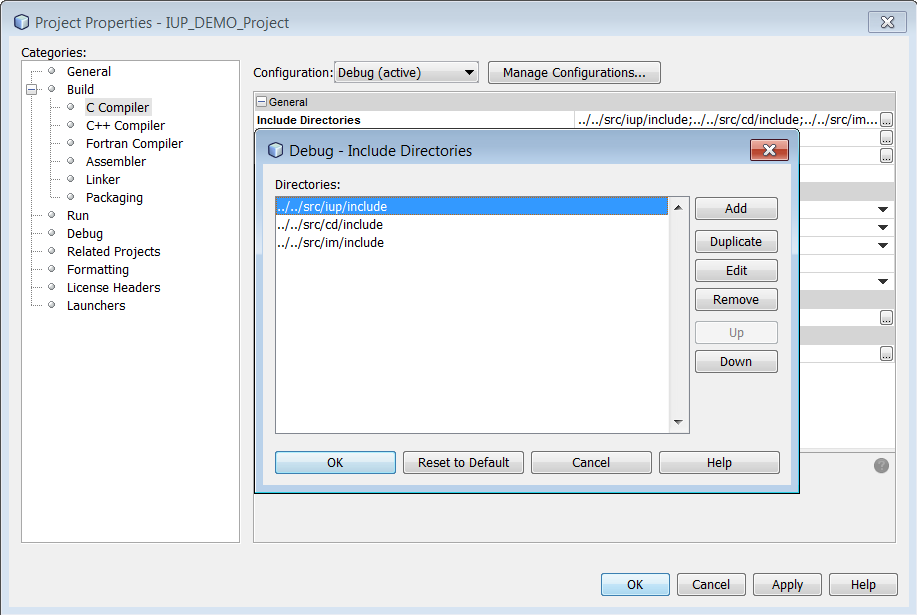 Project Properties - IUP_DEMO_Project
Categories:
General
Build
C Compiler
C++ Compiler
Fortran Compiler
Assembler
Linker
Packaging
Run
Debug
Related Projects
Formatting
License Headers
Launchers
Configuration: Debug (active) Manage Configurations...
General
Include Directories ../../src/iup/include;../../src/cd/include;../../src/im... ...
Debug - Include Directories
Directories:
../../src/iup/include
../../src/cd/include
../../src/im/include
Add
Duplicate
Edit
Remove
Up
Down
OK Reset to Default Cancel Help
OK Cancel Apply Help